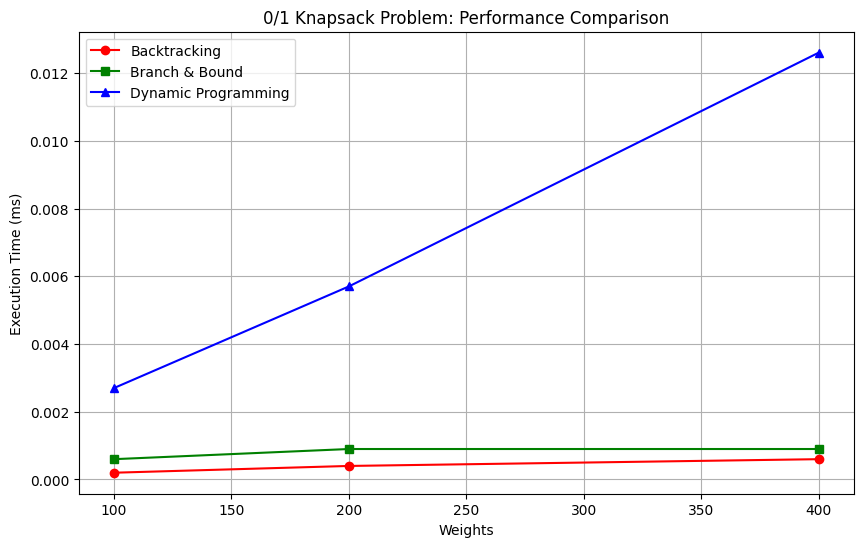 0/1 Knapsack Problem: Performance Comparison
Backtracking
Branch & Bound
Dynamic Programming
Execution Time (ms)
0.012
0.010
0.008
0.006
0.004
0.002
0.000
100 150 200 250 300 350 400
Weights